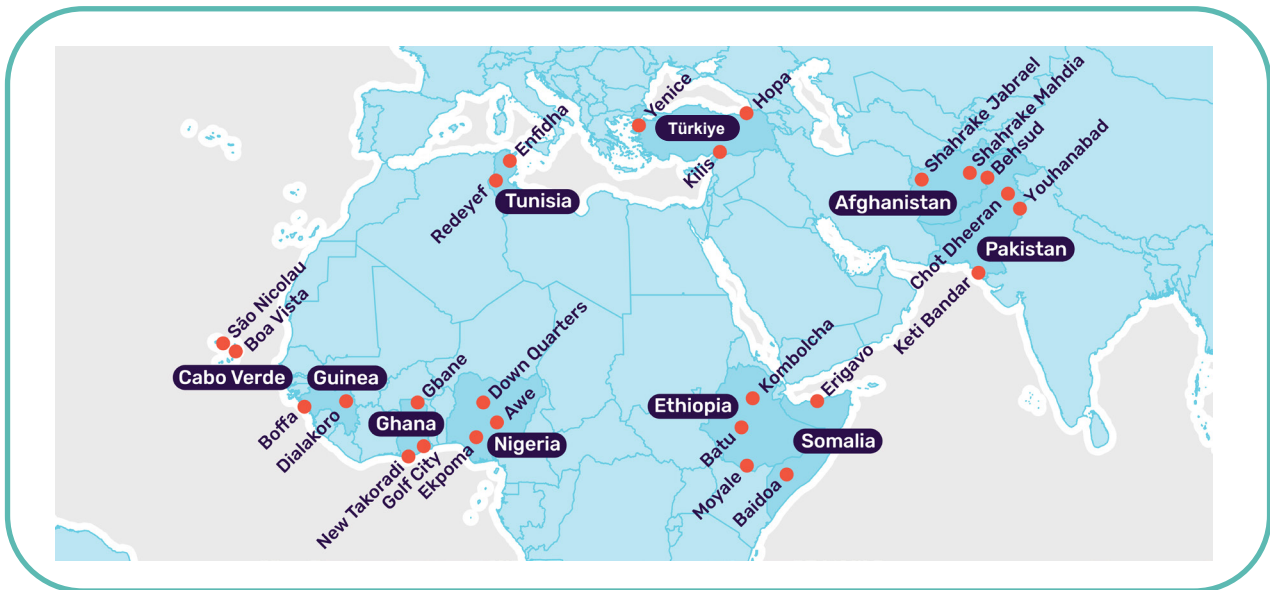 Yenice
Hopa
Türkiye
Kilis
Enfidha
Redeyef
Tunisia
Shahrake Jabrael
Shahrake Mahdia
Behsud
Youhanabad
Afghanistan
Chot Dheeran
Pakistan
Keti Bandar
São Nicolau
Boa Vista
Cabo Verde
Guinea
Boffa
Dialakoro
Gbane
Ghana
New Takoradi
Golf City
Down Quarters
Awe
Ekpoma
Nigeria
Kombolcha
Ethiopia
Batu
Moyale
Erigavo
Somalia
Baidoa